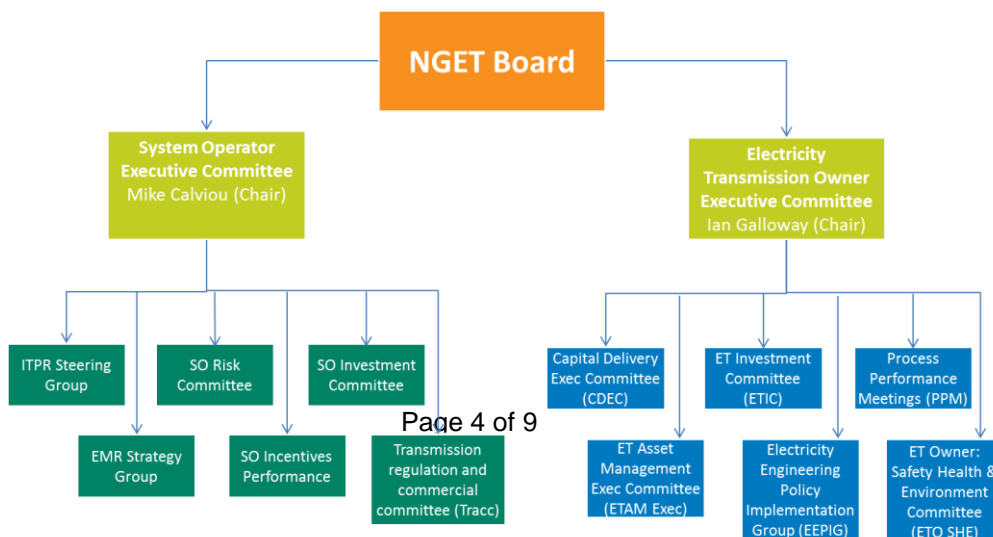 NGET Board
System Operator
Executive Committee
Mike Calviou (Chair)
Electricity
Transmission Owner
Executive Committee
Ian Galloway (Chair)
ITPR Steering
Group
SO Risk
Committee
SO Investment
Committee
Capital Delivery
Exec Committee
(CDEC)
ET Investment
Committee
(ETIC)
Process
Performance
Meetings (PPM)
Page 4 of 9
EMR Strategy
Group
SO Incentives
Performance
Transmission
regulation and
commercial
committee (Tracc)
ET Asset
Management
Exec Committee
(ETAM Exec)
Electricity
Engineering
Policy
Implementation
Group (EEPIG)
ET Owner:
Safety Health &
Environment
Committee
(ETO SHE)